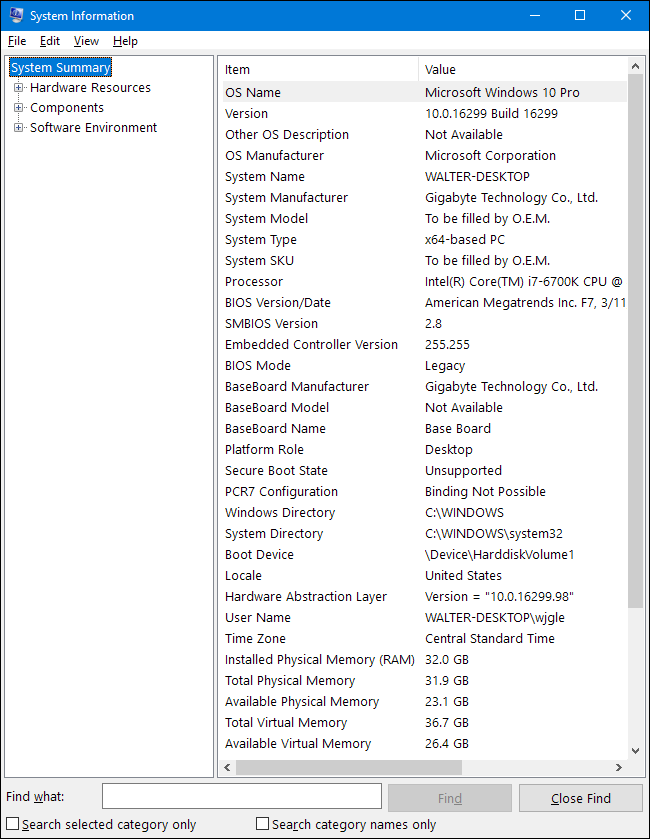 System Information
File Edit View Help
System Summary
Hardware Resources
Components
Software Environment
Item Value
OS Name Microsoft Windows 10 Pro
Version 10.0.16299 Build 16299
Other OS Description Not Available
OS Manufacturer Microsoft Corporation
System Name WALTER-DESKTOP
System Manufacturer Gigabyte Technology Co., Ltd.
System Model To be filled by O.E.M.
System Type x64-based PC
System SKU To be filled by O.E.M.
Processor Intel(R) Core(TM) i7-6700K CPU @
BIOS Version/Date American Megatrends Inc. F7, 3/11
SMBIOS Version 2.8
Embedded Controller Version 255.255
BIOS Mode Legacy
BaseBoard Manufacturer Gigabyte Technology Co., Ltd.
BaseBoard Model Not Available
BaseBoard Name Base Board
Platform Role Desktop
Secure Boot State Unsupported
PCR7 Configuration Binding Not Possible
Windows Directory C:\WINDOWS
System Directory C:\WINDOWS\system32
Boot Device \Device\HarddiskVolume1
Locale United States
Hardware Abstraction Layer Version = "10.0.16299.98"
User Name WALTER-DESKTOP\wjgle
Time Zone Central Standard Time
Installed Physical Memory (RAM) 32.0 GB
Total Physical Memory 31.9 GB
Available Physical Memory 23.1 GB
Total Virtual Memory 36.7 GB
Available Virtual Memory 26.4 GB
Find what: Find Close Find
Search selected category only Search category names only